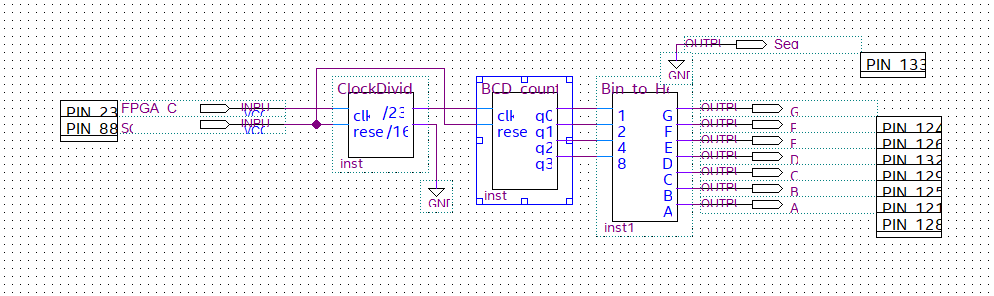 OUTPU Seg
GND
PIN_133
ClockDivid
BCD_count
Bin_to_He
PIN_23
FPGA_C
INPU
VCC
clk /23
clk q0
1 G
OUTPU G
PIN_88
INPU
VCC
rese /16
rese q1
2 F
OUTPU F
PIN_124
q2
4 E
OUTPU
PIN_126
q3
8 D
OUTPU D
PIN_132
inst
C
OUTPU C
PIN_129
GND
inst
B
OUTPU B
PIN_125
A
OUTPU A
PIN_121
inst1
PIN_128